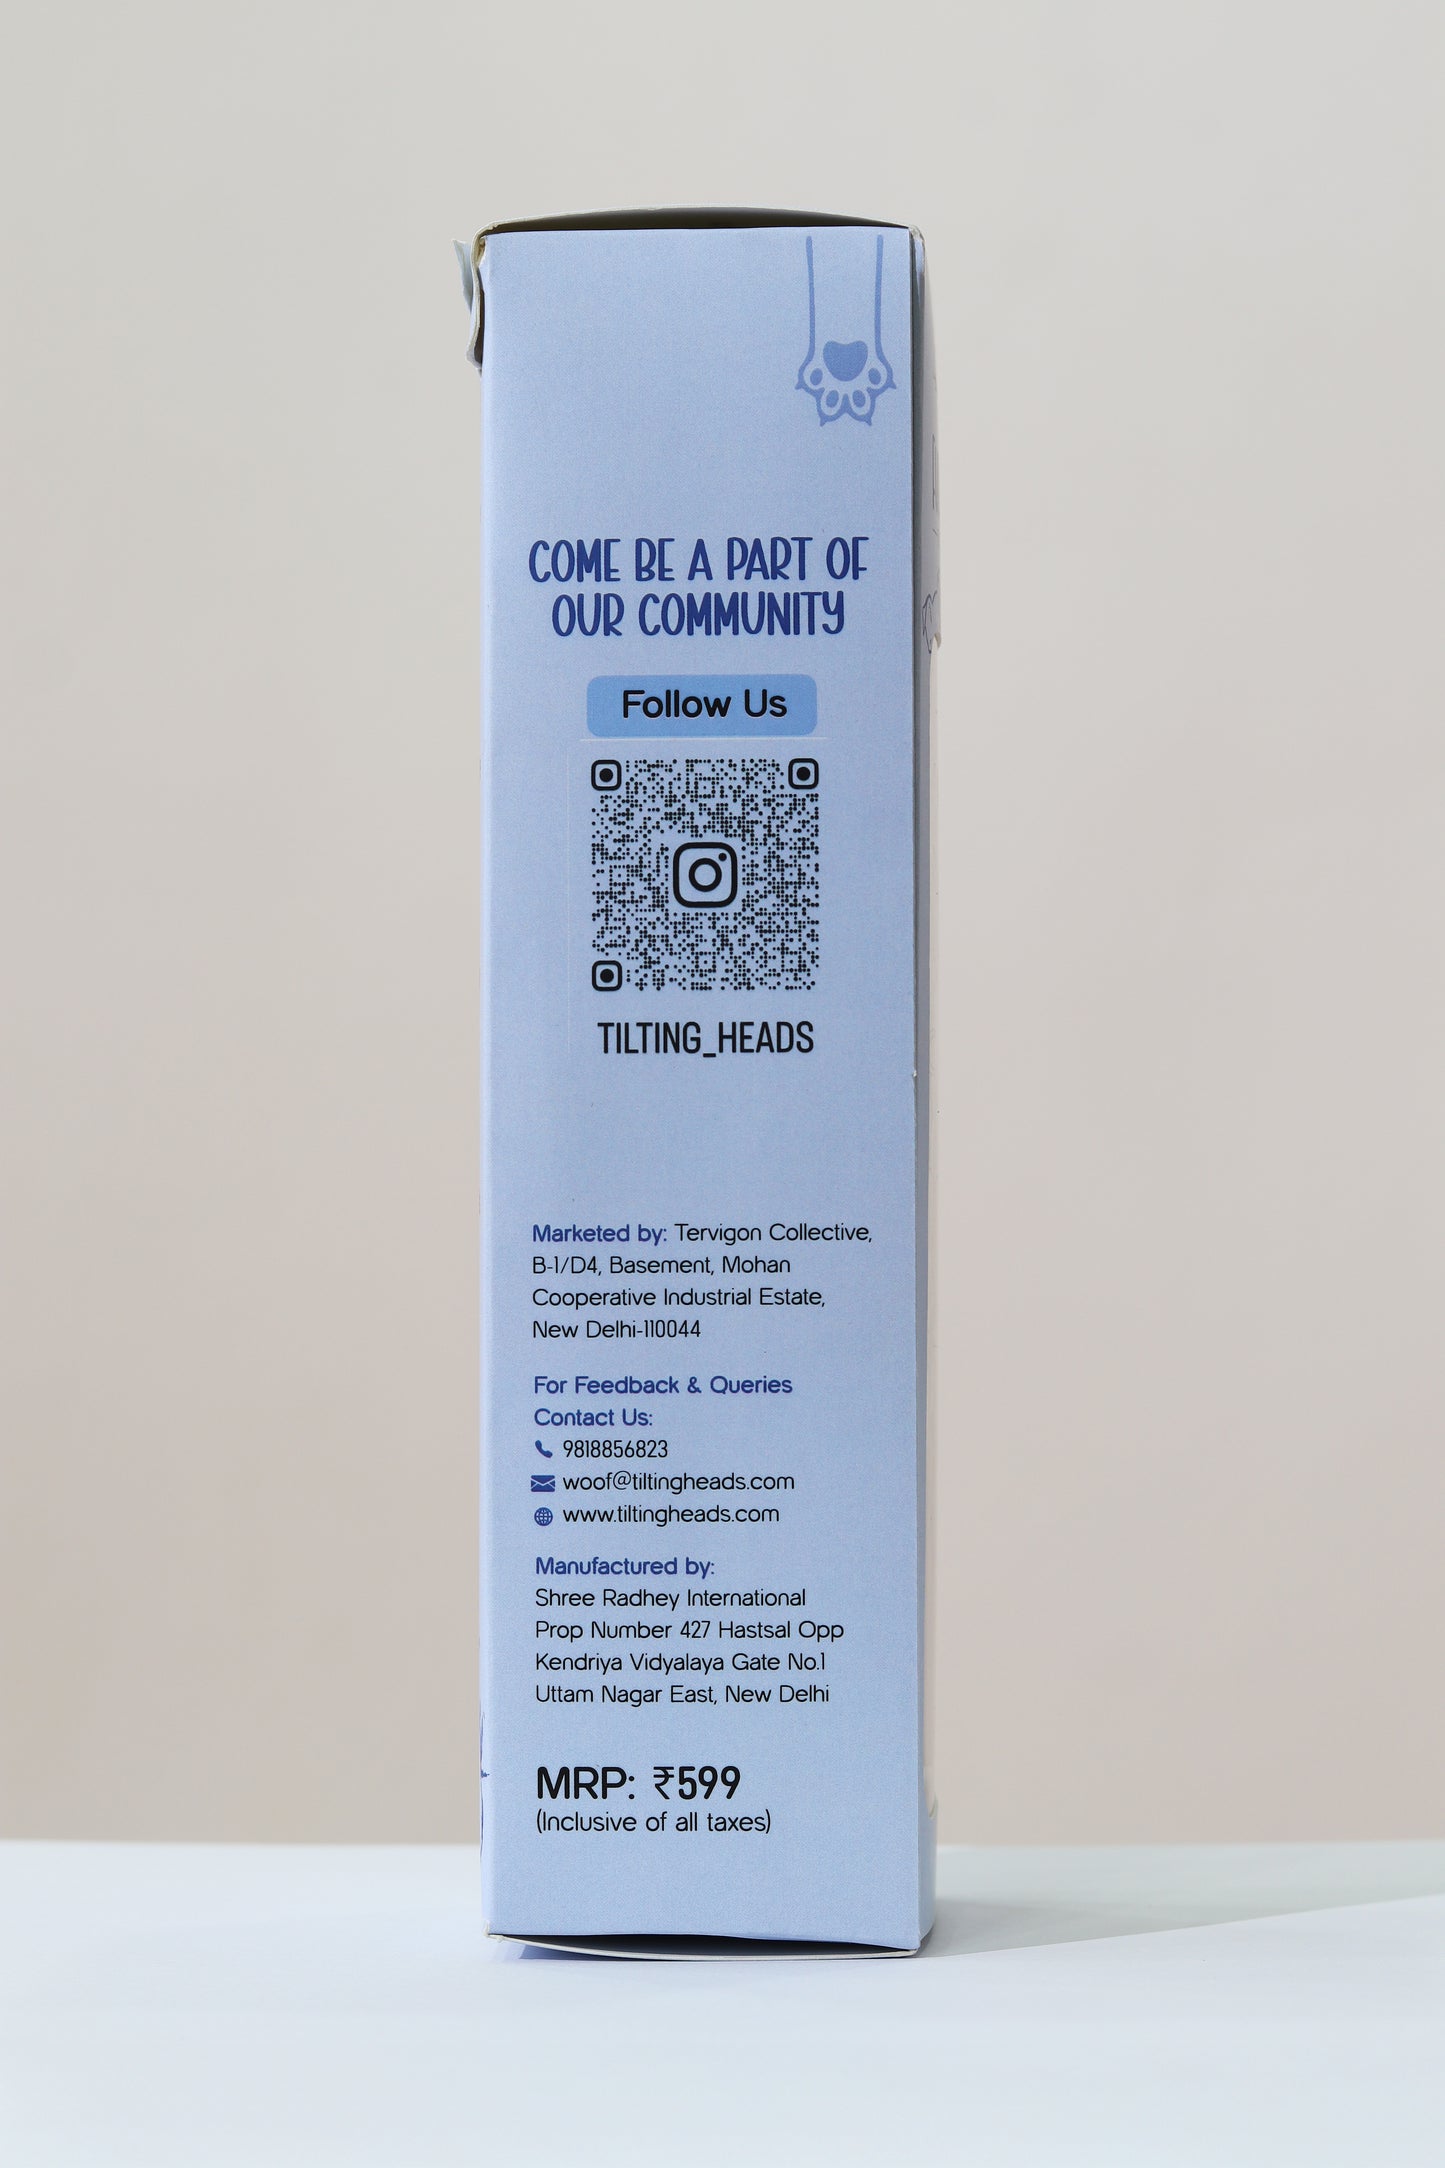 COME BE A PART OF
OUR COMMUNITY
Follow Us
TILTING_HEADS
Marketed by: Tervigon Collective,
B-1/D4, Basement, Mohan
Cooperative Industrial Estate,
New Delhi-110044
For Feedback & Queries
Contact Us:
9818856823
woof@tiltingheads.com
www.tiltingheads.com
Manufactured by:
Shree Radhey International
Prop Number 427 Hastsal Opp
Kendriya Vidyalaya Gate No.1
Uttam Nagar East, New Delhi
MRP: ₹599
(Inclusive of all taxes)